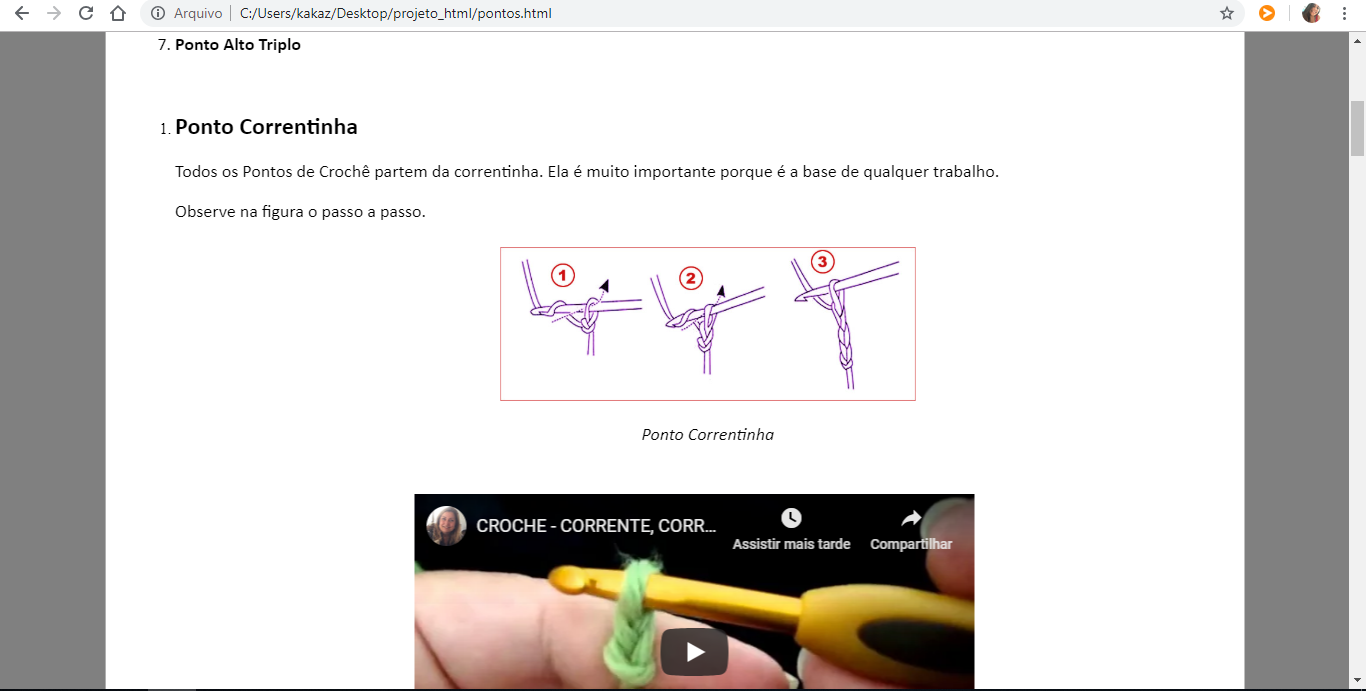 Arquivo | C:/Users/kakaz/Desktop/projeto_html/pontos.html
7. Ponto Alto Triplo
1. Ponto Correntinha
Todos os Pontos de Crochê partem da correntinha. Ela é muito importante porque é a base de qualquer trabalho.
Observe na figura o passo a passo.
1 2 3
Ponto Correntinha
CROCHE - CORRENTE, CORR...
Assistir mais tarde
Compartilhar